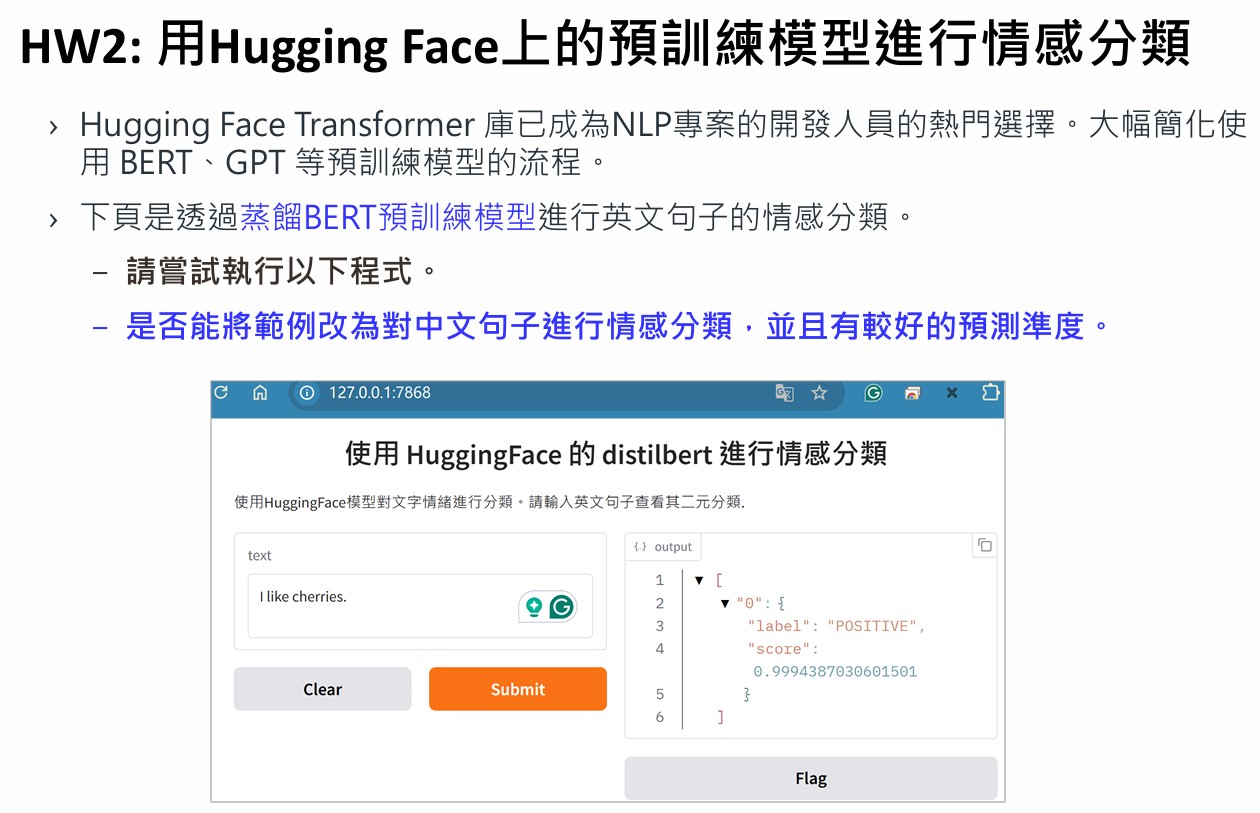 HW2: 用Hugging Face上的預訓練模型進行情感分類
› Hugging Face Transformer 庫已成為NLP專案的開發人員的熱門選擇。大幅簡化使
用 BERT、GPT 等預訓練模型的流程。
› 下頁是透過蒸餾BERT預訓練模型進行英文句子的情感分類。
– 請嘗試執行以下程式。
– 是否能將範例改為對中文句子進行情感分類，並且有較好的預測準度。
127.0.0.1:7868
使用 HuggingFace 的 distilbert 進行情感分類
使用HuggingFace模型對文字情緒進行分類。請輸入英文句子查看其二元分類.
text
I like cherries.
Clear
Submit
{-} output
1 ▼ [
2 ▼ "0": {
3 "label": "POSITIVE",
4 "score":
0.9994387030601501
5 }
6 ]
Flag